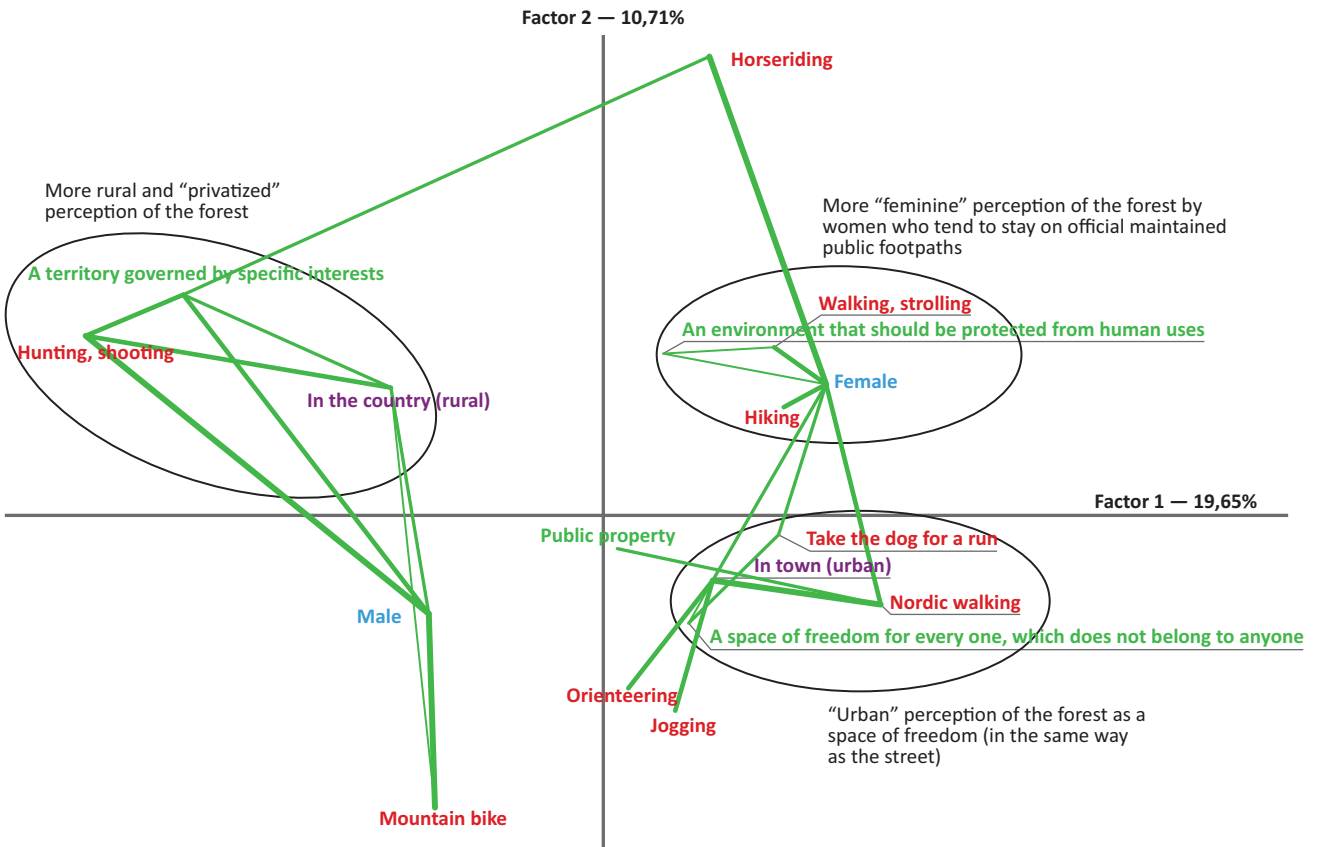 Factor 2 — 10,71%
Horseriding
More rural and “privatized”
perception of the forest
More “feminine” perception of the forest by
women who tend to stay on official maintained
public footpaths
A territory governed by specific interests
Walking, strolling
An environment that should be protected from human uses
Hunting, shooting
Female
In the country (rural)
Hiking
Factor 1 — 19,65%
Public property
Take the dog for a run
In town (urban)
Nordic walking
Male
A space of freedom for every one, which does not belong to anyone
Orienteering
Jogging
“Urban” perception of the forest as a
space of freedom (in the same way
as the street)
Mountain bike